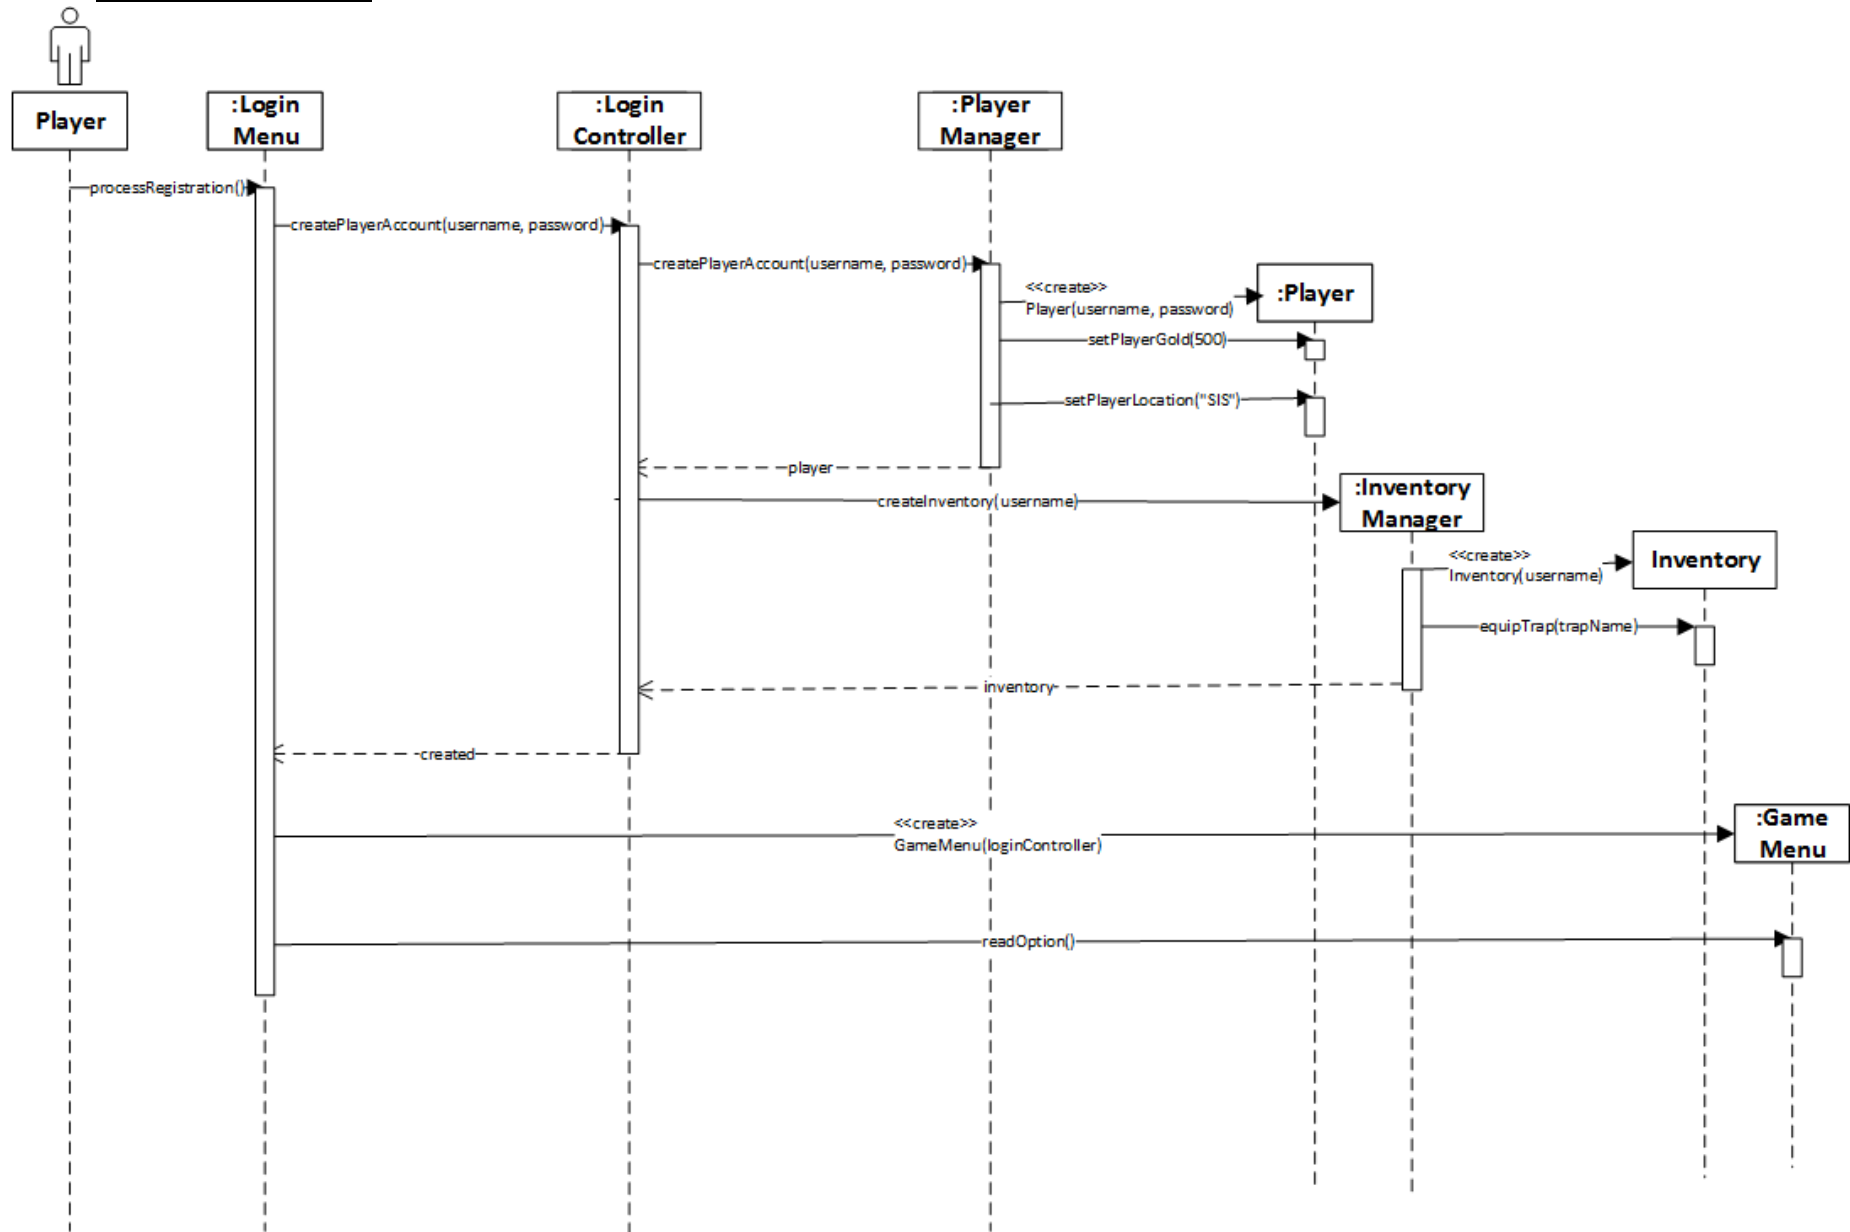 Player
:Login
Menu
:Login
Controller
:Player
Manager
processRegistration()
createPlayerAccount(username, password)
createPlayerAccount(username, password)
<<create>>
Player(username, password)
:Player
setPlayerGold(500)
setPlayerLocation("SIS")
player
createInventory(username)
:Inventory
Manager
<<create>>
Inventory(username)
Inventory
equipTrap(trapName)
inventory
created
<<create>>
GameMenu(loginController)
:Game
Menu
readOption()